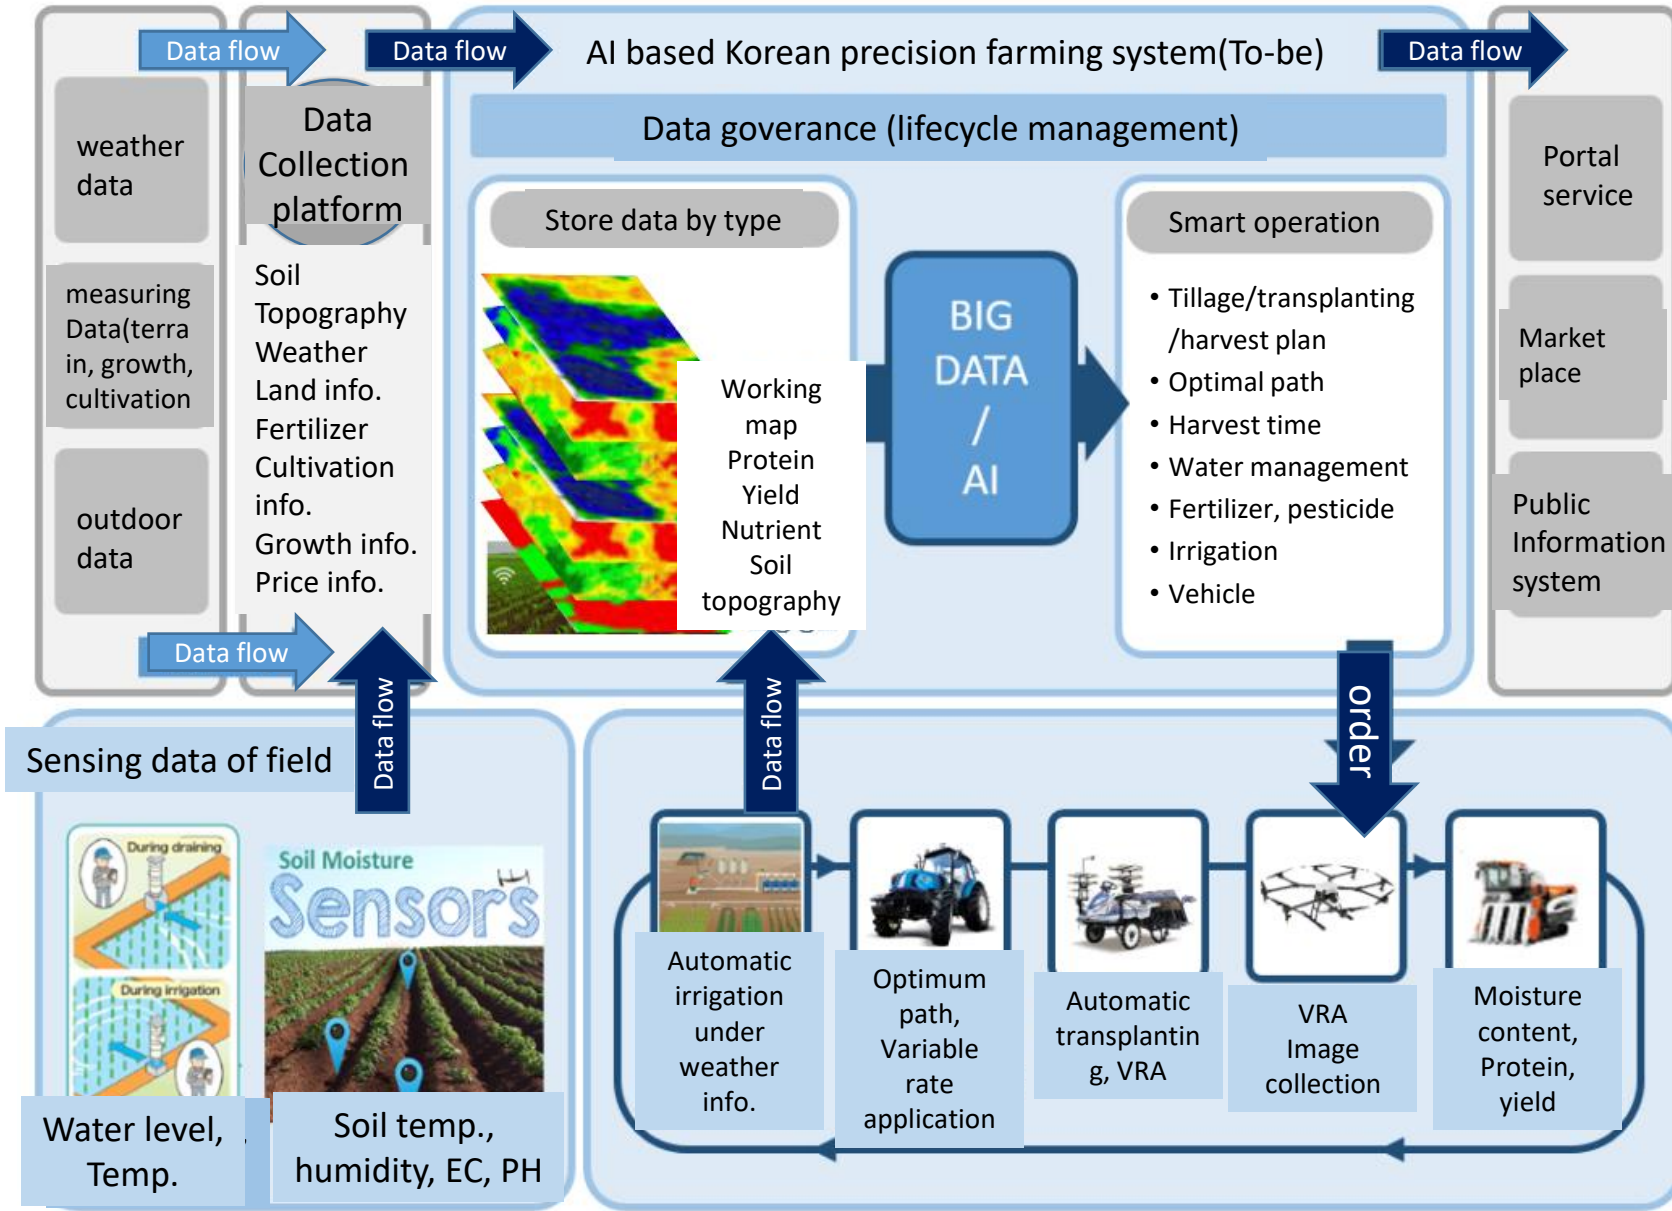 Data flow
Data flow
AI based Korean precision farming system(To-be)
Data flow
weather
data
measuring
Data(terra
in, growth,
cultivation
outdoor
data
Data flow
Data
Collection
platform
Soil
Topography
Weather
Land info.
Fertilizer
Cultivation
info.
Growth info.
Price info.
Data goverance (lifecycle management)
Store data by type
Working
map
Protein
Yield
Nutrient
Soil
topography
BIG
DATA
/
AI
Smart operation
• Tillage/transplanting
/harvest plan
• Optimal path
• Harvest time
• Water management
• Fertilizer, pesticide
• Irrigation
• Vehicle
Portal
service
Market
place
Public
Information
system
Data flow
Data flow
order
Sensing data of field
During draining
During irrigation
Soil Moisture
Sensors
Water level,
Temp.
Soil temp.,
humidity, EC, PH
Automatic
irrigation
under
weather
info.
Optimum
path,
Variable
rate
application
Automatic
transplantin
g, VRA
VRA
Image
collection
Moisture
content,
Protein,
yield